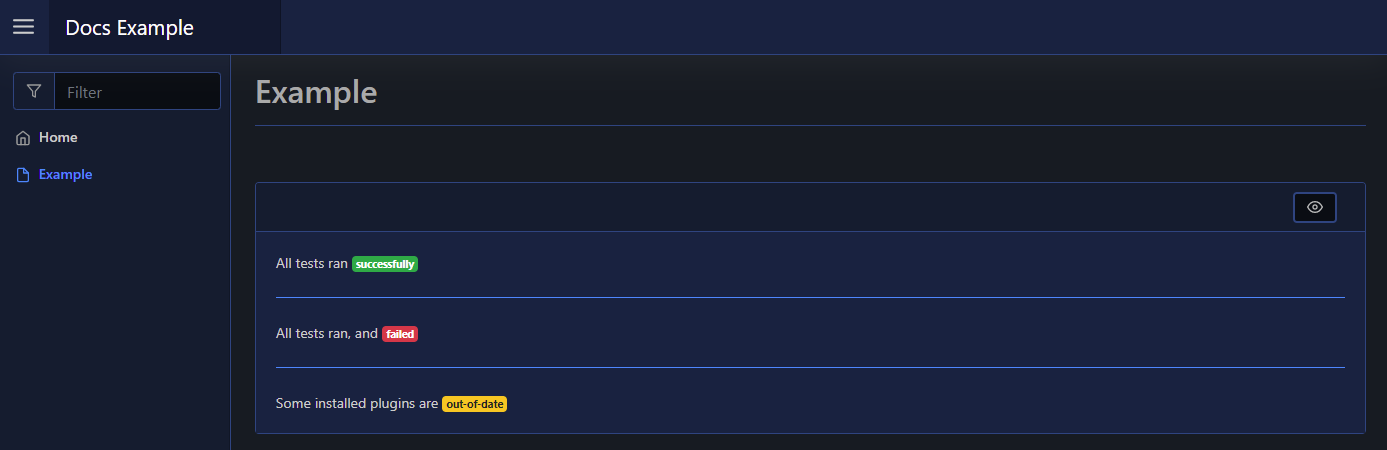 Docs Example
Filter
Home
Example
Example
All tests ran successfully
All tests ran, and failed
Some installed plugins are out-of-date